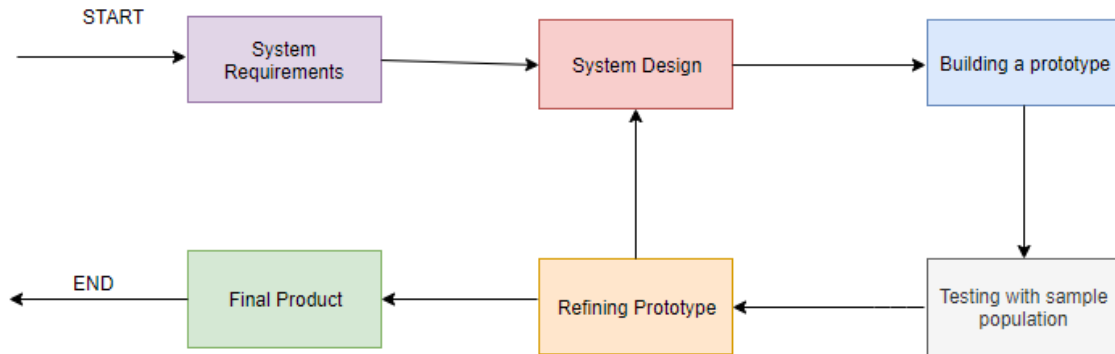 START
System
Requirements
System Design
Building a prototype
END
Final Product
Refining Prototype
Testing with sample
population